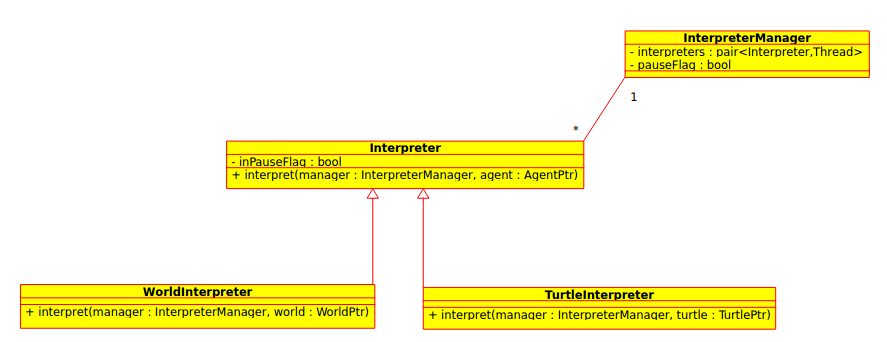 InterpreterManager
- interpreters : pair<Interpreter,Thread>
- pauseFlag : bool
1
*
Interpreter
- inPauseFlag : bool
+ interpret(manager : InterpreterManager, agent : AgentPtr)
WorldInterpreter
+ interpret(manager : InterpreterManager, world : WorldPtr)
TurtleInterpreter
+ interpret(manager : InterpreterManager, turtle : TurtlePtr)